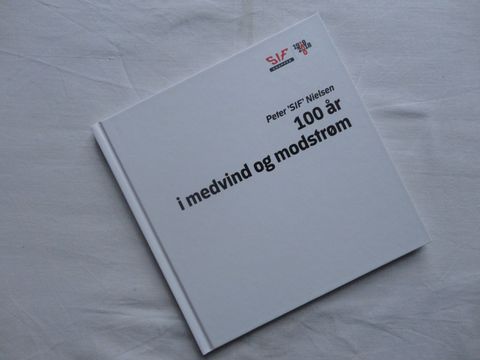 SIF
Peter 'SIF' Nielsen
100 år
i medvind og modstrøm